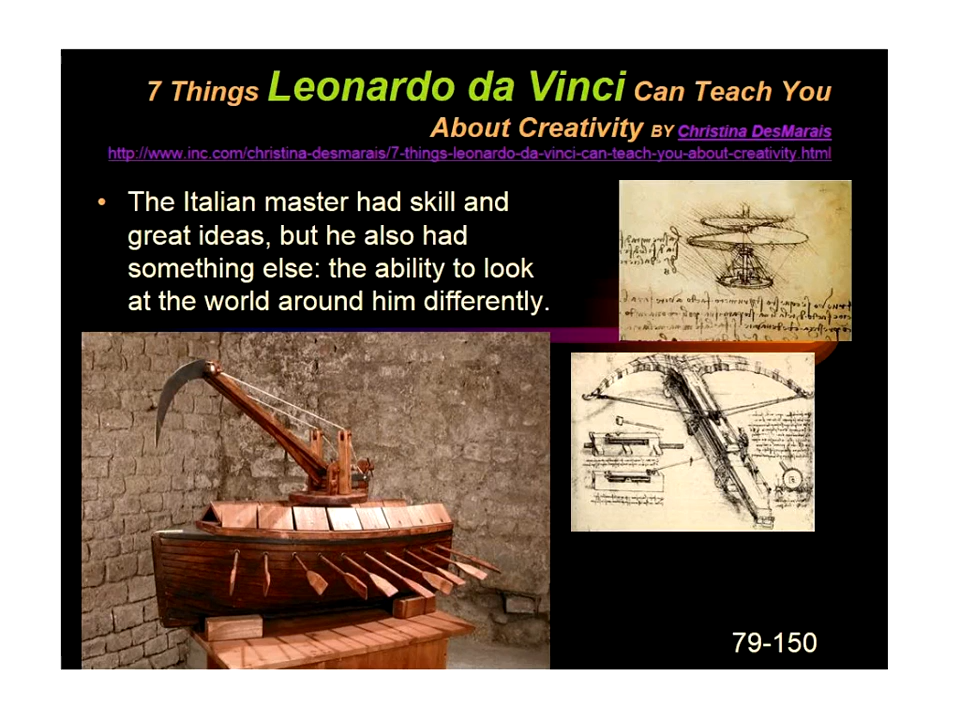 7 Things Leonardo da Vinci Can Teach You
About Creativity BY Christina DesMarais
http://www.inc.com/christina-desmarais/7-things-leonardo-da-vinci-can-teach-you-about-creativity.html
• The Italian master had skill and
great ideas, but he also had
something else: the ability to look
at the world around him differently.
79-150